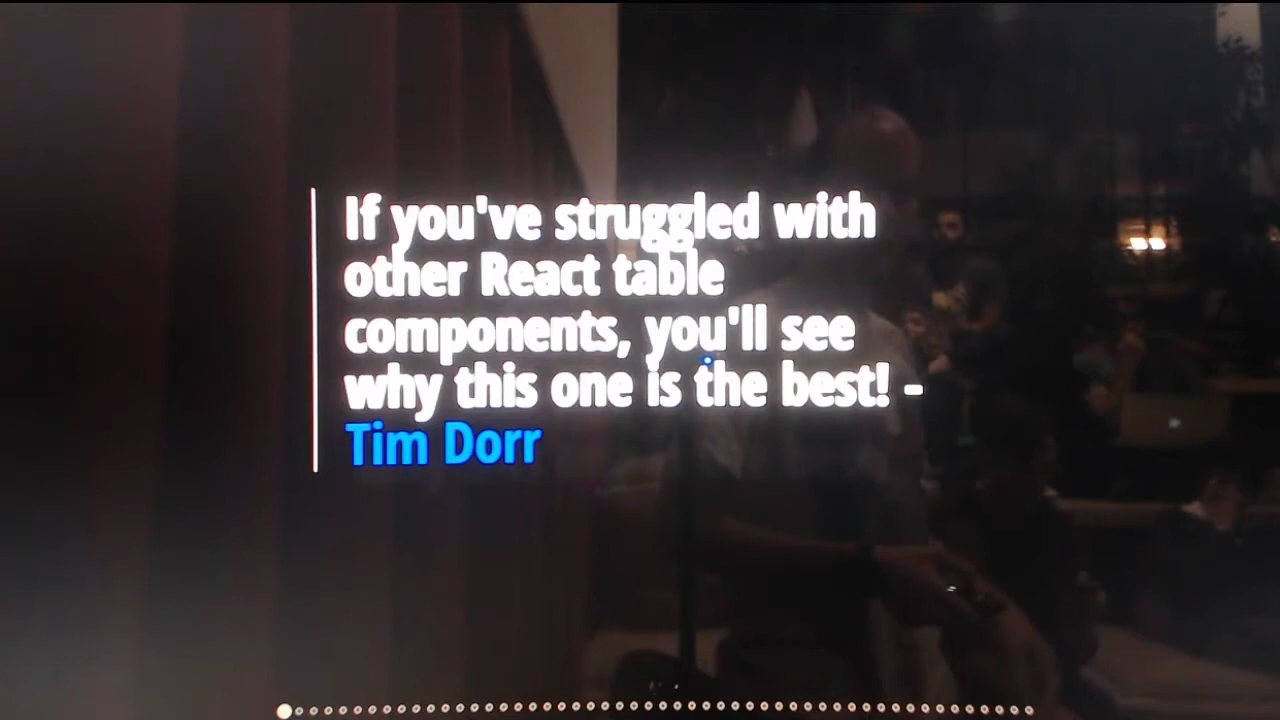 If you've struggled with
other React table
components, you'll see
why this one is the best! -
Tim Dorr